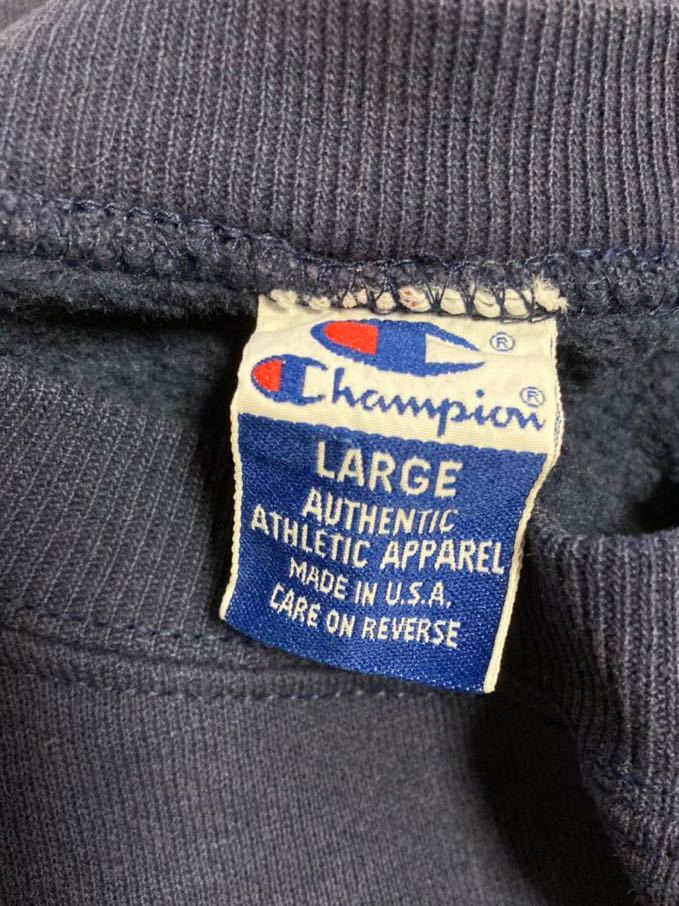 ®
Champion®
LARGE
AUTHENTIC
ATHLETIC APPAREL
MADE IN U.S.A.
CARE ON REVERSE